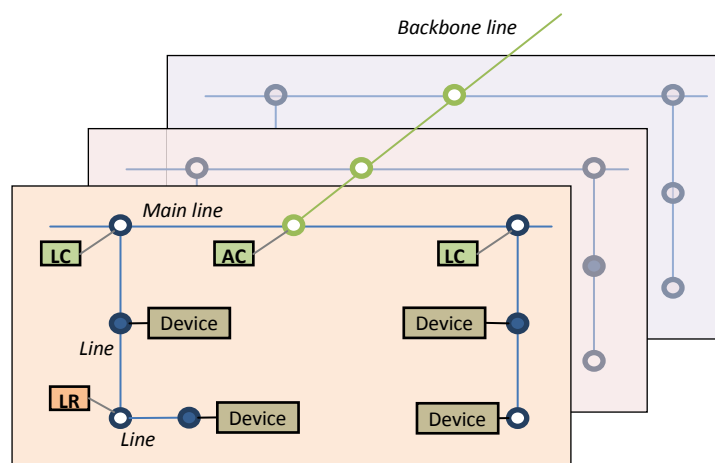 Backbone line
Main line
LC
AC
LC
Device
Device
Line
LR
Device
Device
Line